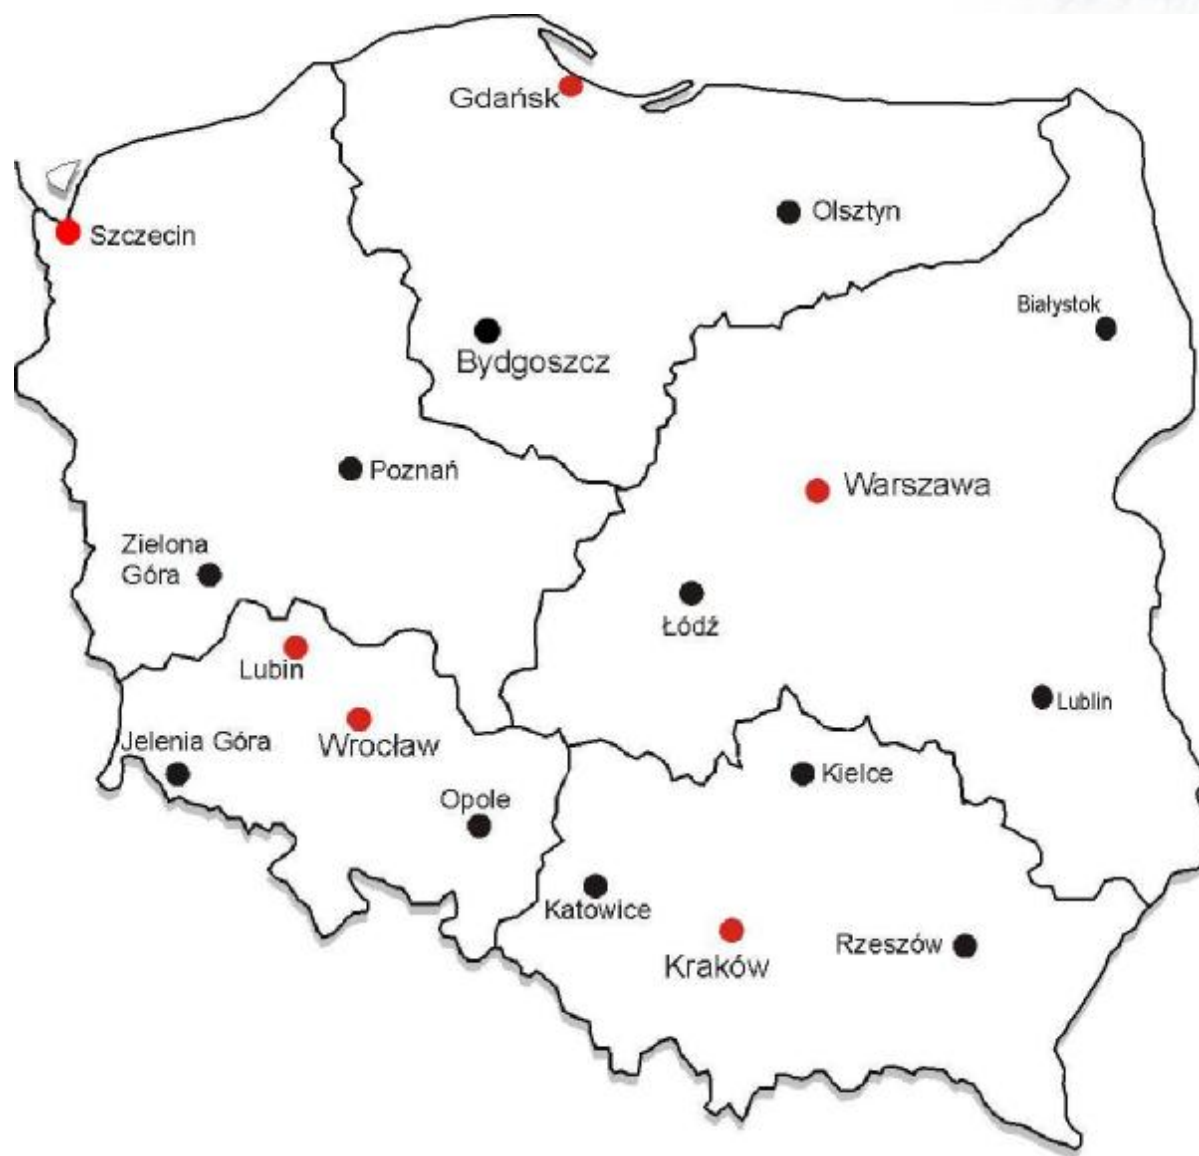 Gdańsk
Olsztyn
Szczecin
Białystok
Bydgoszcz
Poznań
Warszawa
Zielona
Góra
Łódź
Lubin
Lublin
Jelenia Góra
Wrocław
Kielce
Opole
Katowice
Rzeszów
Kraków